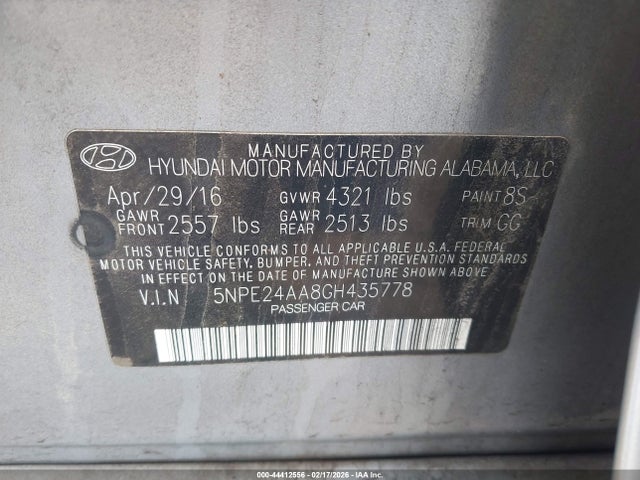 MANUFACTURED BY
HYUNDAI MOTOR MANUFACTURING ALABAMA, LLC
Apr/29/16 GVWR 4321 lbs PAINT 8S
GAWR FRONT 2557 lbs GAWR REAR 2513 lbs TRIM GG
THIS VEHICLE CONFORMS TO ALL APPLICABLE U.S.A. FEDERAL
MOTOR VEHICLE SAFETY, BUMPER, AND THEFT PREVENTION STANDARDS
IN EFFECT ON THE DATE OF MANUFACTURE SHOWN ABOVE
V.I.N 5NPE24AA8GH435778
PASSENGER CAR
000-44412556 - 02/17/2026 - IAA Inc.